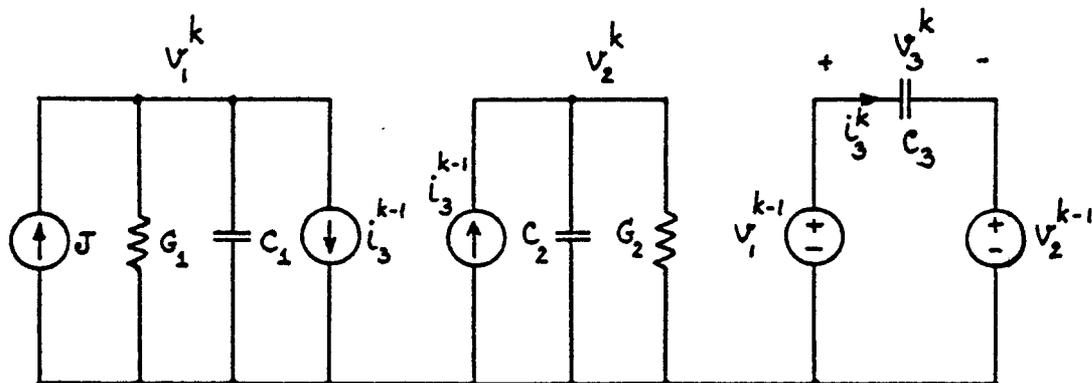 v₁ᵏ
v₂ᵏ
+ v₃ᵏ -
i₃ᵏ C₃
J
G₁
C₁
i₃ᵏ⁻¹
i₃ᵏ⁻¹
C₂
G₂
v₁ᵏ⁻¹
+
-
+
-
v₂ᵏ⁻¹